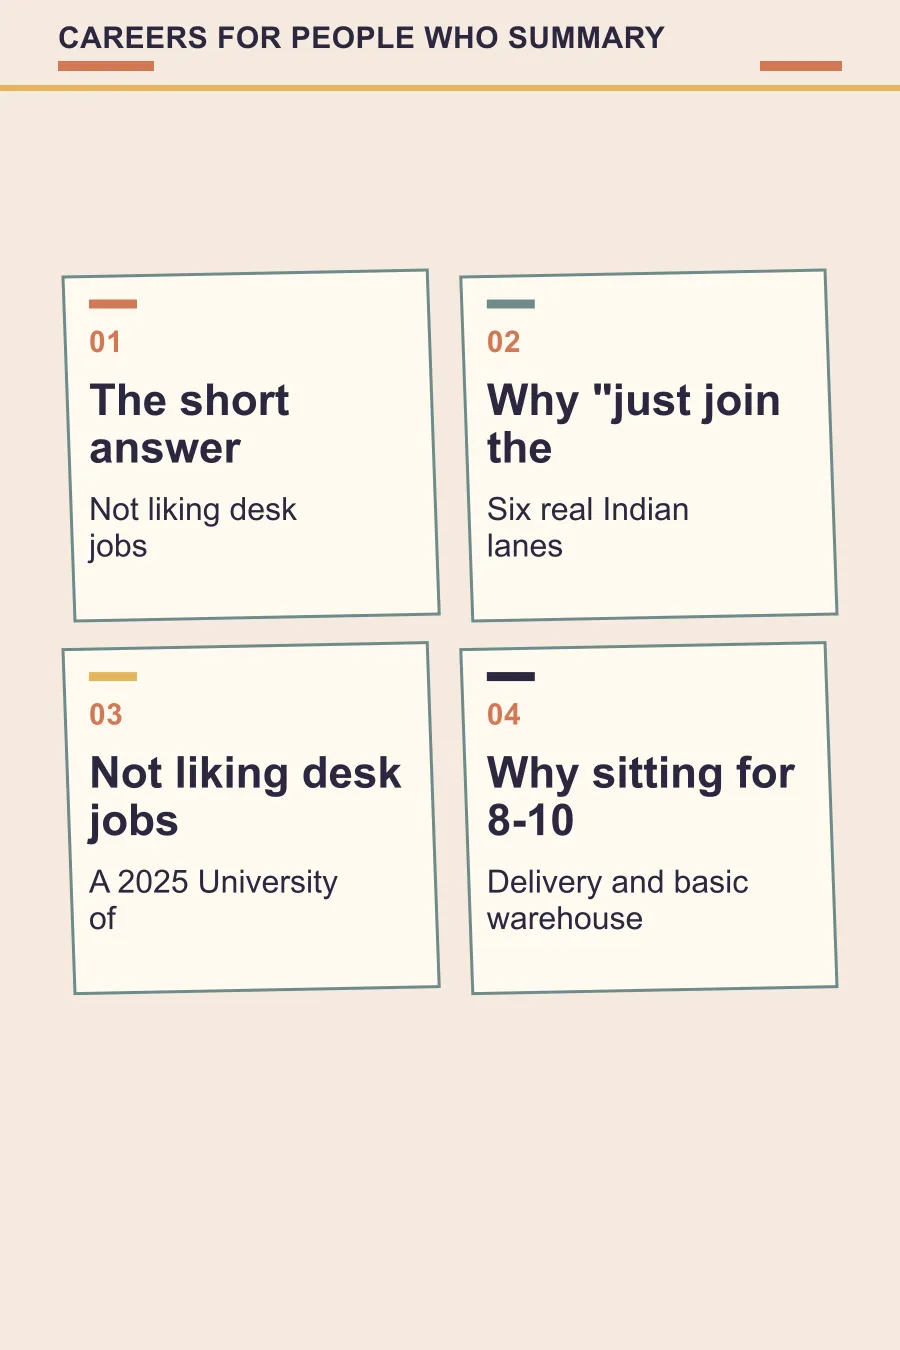 CAREERS FOR PEOPLE WHO SUMMARY
01
The short
answer
Not liking desk
jobs
02
Why "just join
the
Six real Indian
lanes
03
Not liking desk
jobs
A 2025 University
of
04
Why sitting for
8-10
Delivery and basic
warehouse